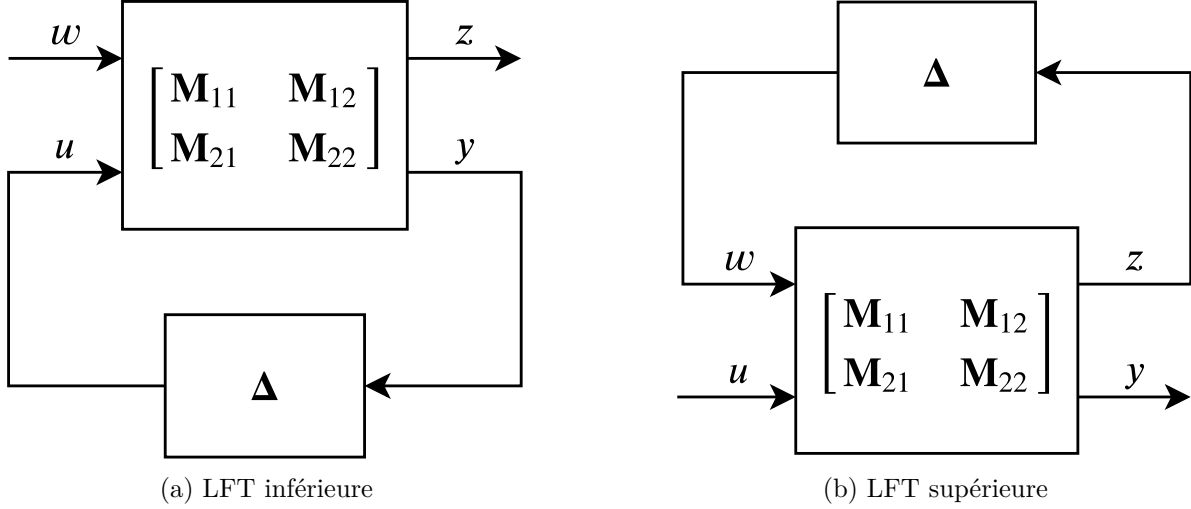 w
z
[ M11 M12
M21 M22 ]
u
y
Δ
(a) LFT inférieure
Δ
w
z
[ M11 M12
M21 M22 ]
u
y
(b) LFT supérieure